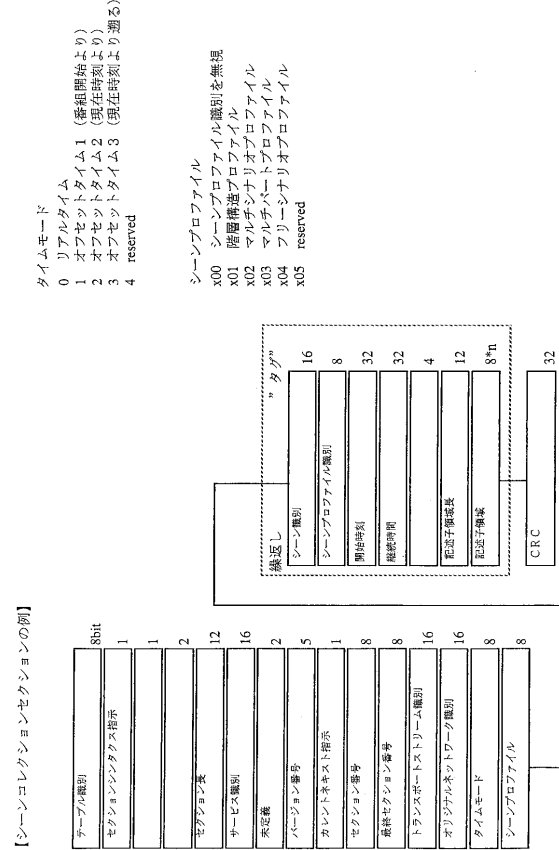 【シーンコレクションセクションの例】
テーブル識別
8bit
セクションシンタクス指示
1
1
2
セクション長
12
サービス識別
16
未定義
2
バージョン番号
5
カレントネキスト指示
1
セクション番号
8
最終セクション番号
8
トランスポートストリーム識別
16
オリジナルネットワーク識別
16
タイムモード
8
シーンプロファイル
8
繰返し
”タグ”
シーン識別
16
シーンプロファイル識別
8
開始時刻
32
継続時間
32
4
記述子領域長
12
記述子領域
8*n
CRC
32
タイムモード
0 リアルタイム
1 オフセットタイム1（番組開始より）
2 オフセットタイム2（現在時刻より）
3 オフセットタイム3（現在時刻より遡る）
4 reserved
シーンプロファイル
x00 シーンプロファイル識別を無視
x01 階層構造プロファイル
x02 マルチシナリオプロファイル
x03 マルチパートプロファイル
x04 フリーシナリオプロファイル
x05 reserved